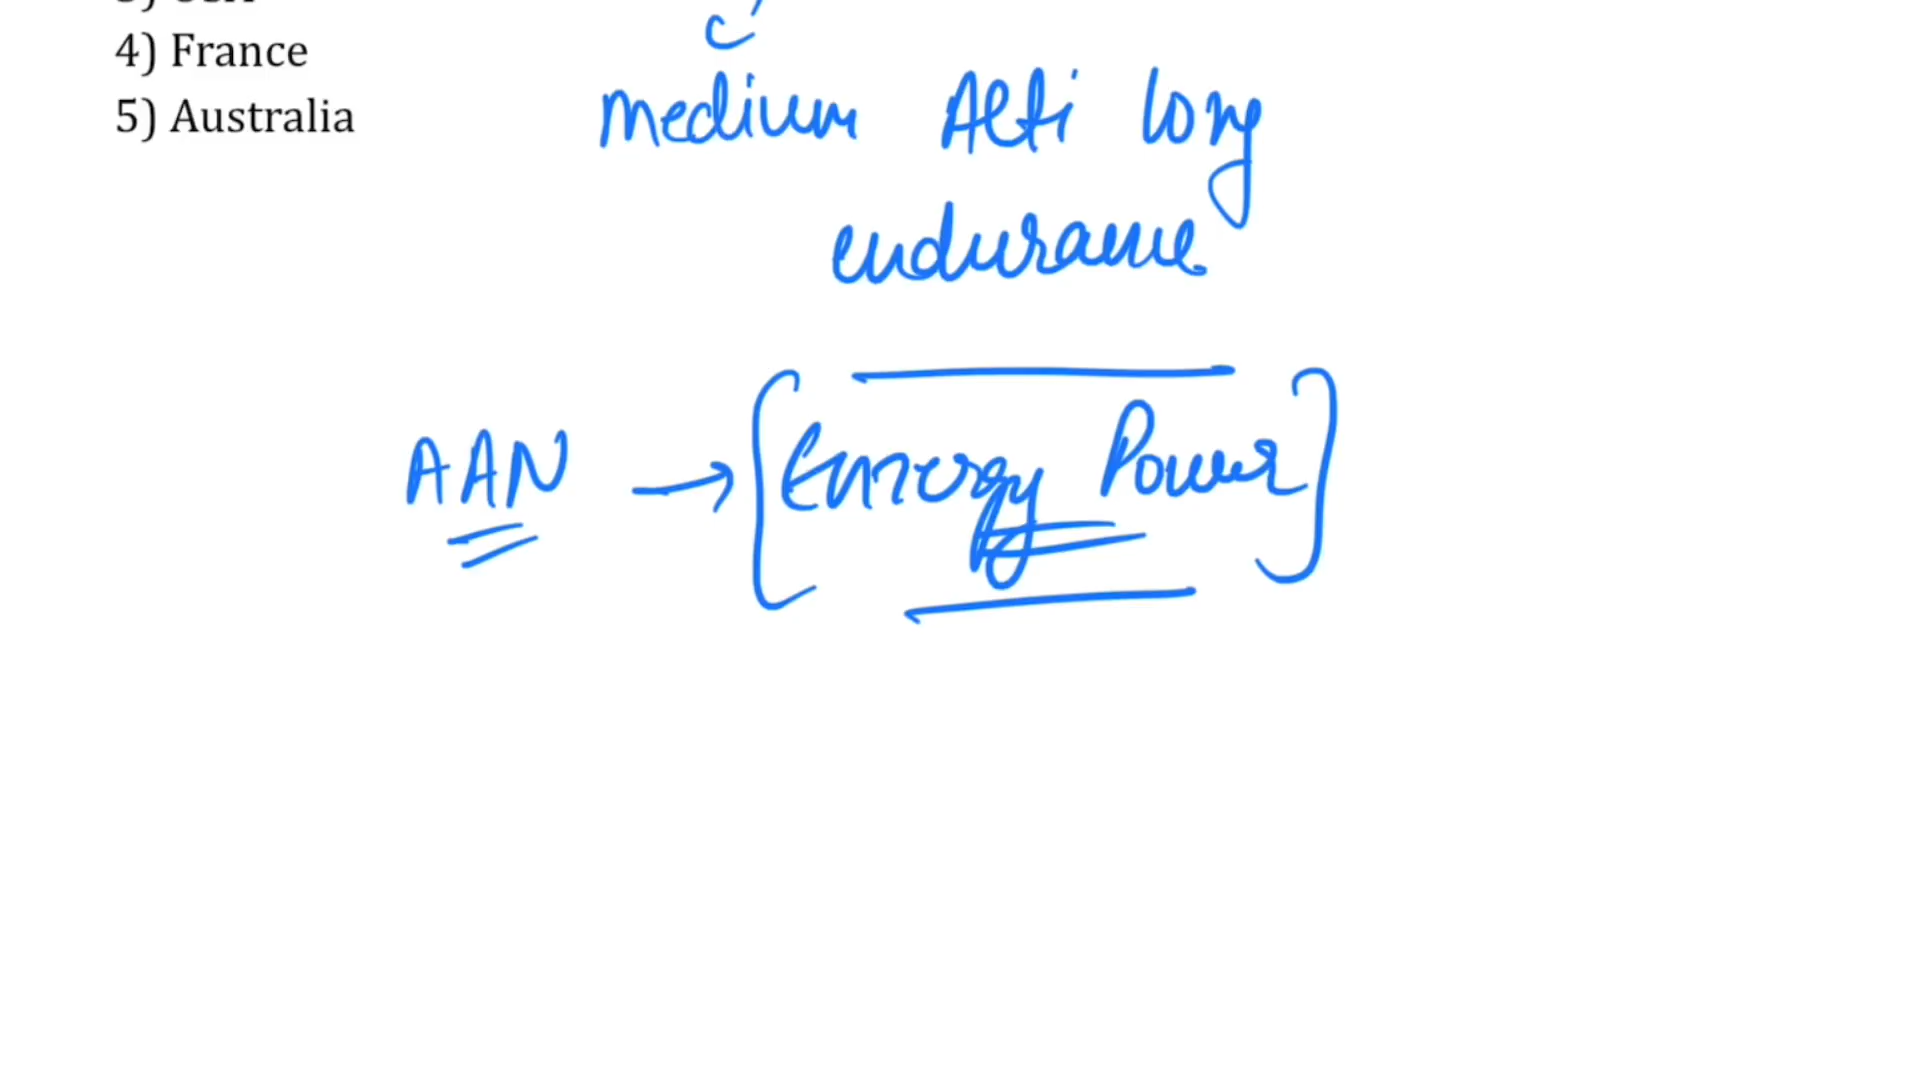 4) France
5) Australia
medium Alti long
endurance
AAN → [Energy Power]